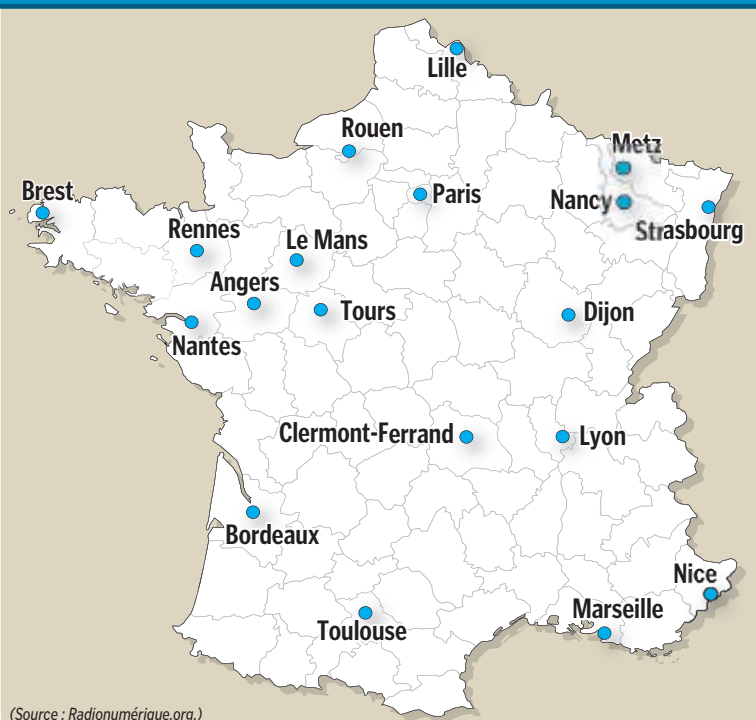 Lille
Rouen
Metz
Paris
Nancy
Brest
Strasbourg
Rennes
Le Mans
Angers
Tours
Dijon
Nantes
Clermont-Ferrand
Lyon
Bordeaux
Nice
Marseille
Toulouse
(Source : Radionumérique.org.)